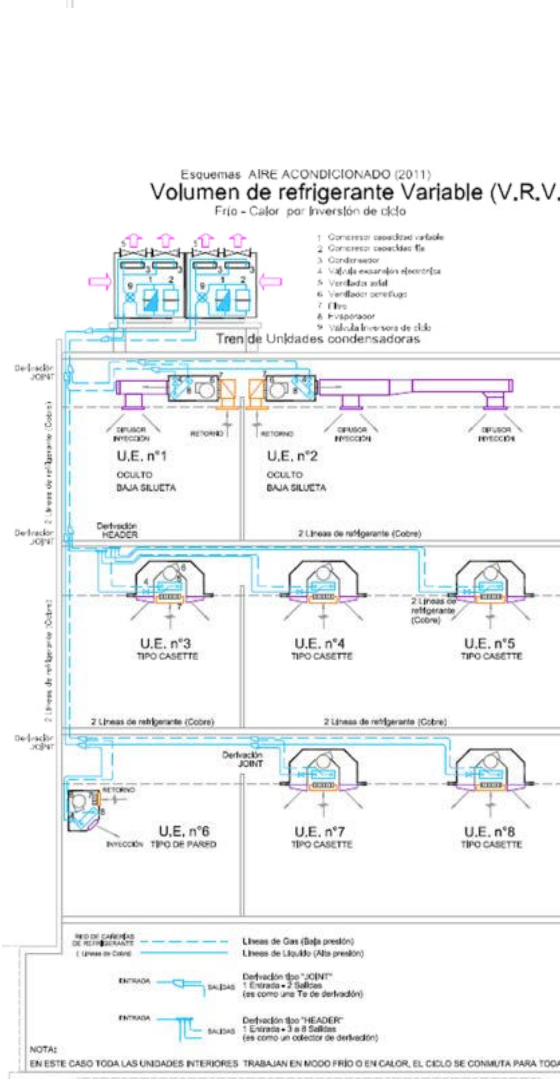 Esquemas AIRE ACONDICIONADO (2011)
Volumen de refrigerante Variable (V.R.V.
Frío - Calor por inversión de ciclo
1 Compresor capacidad variable
2 Compresor capacidad fija
3 Condensador
4 Válvula expansión electrónica
5 Ventilador axial
6 Ventilador centrífugo
7 Filtro
8 Evaporador
9 Válvula inversora de ciclo
Tren de Unidades condensadoras
Derivación
JOINT
DIFUSOR
INYECCIÓN
RETORNO
RETORNO
DIFUSOR
INYECCIÓN
DIFUSOR
INYECCIÓN
U.E. nº1
OCULTO
BAJA SILUETA
U.E. nº2
OCULTO
BAJA SILUETA
2 Líneas de refrigerante (Cobre)
Derivación
JOINT
Derivación
HEADER
2 Líneas de refrigerante (Cobre)
2 Líneas de
refrigerante
(Cobre)
U.E. nº3
TIPO CASETTE
U.E. nº4
TIPO CASETTE
U.E. nº5
TIPO CASETTE
2 Líneas de refrigerante (Cobre)
2 Líneas de refrigerante (Cobre)
2 Líneas de refrigerante (Cobre)
Derivación
JOINT
Derivación
JOINT
RETORNO
INYECCIÓN
U.E. nº6
TIPO DE PARED
U.E. nº7
TIPO CASETTE
U.E. nº8
TIPO CASETTE
RED DE CAÑERÍAS
DE REFRIGERANTE
( Líneas de Cobre)
Líneas de Gas (Baja presión)
Líneas de Líquido (Alta presión)
ENTRADA
SALIDAS
Derivación tipo "JOINT"
1 Entrada + 2 Salidas
(es como una Te de derivación)
ENTRADA
SALIDAS
Derivación tipo "HEADER"
1 Entrada + 3 a 8 Salidas
(es como un colector de derivación)
NOTA:
EN ESTE CASO TODA LAS UNIDADES INTERIORES TRABAJAN EN MODO FRÍO O EN CALOR, EL CICLO SE CONMUTA PARA TODA